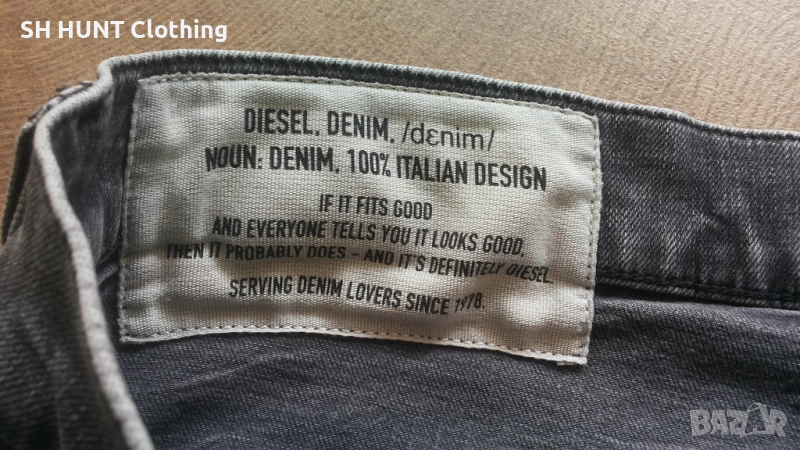 SH HUNT Clothing
DIESEL. DENIM. /dɛnim/
NOUN: DENIM, 100% ITALIAN DESIGN
IF IT FITS GOOD
AND EVERYONE TELLS YOU IT LOOKS GOOD,
THEN IT PROBABLY DOES – AND IT'S DEFINITELY DIESEL.
SERVING DENIM LOVERS SINCE 1978.
BAZAR